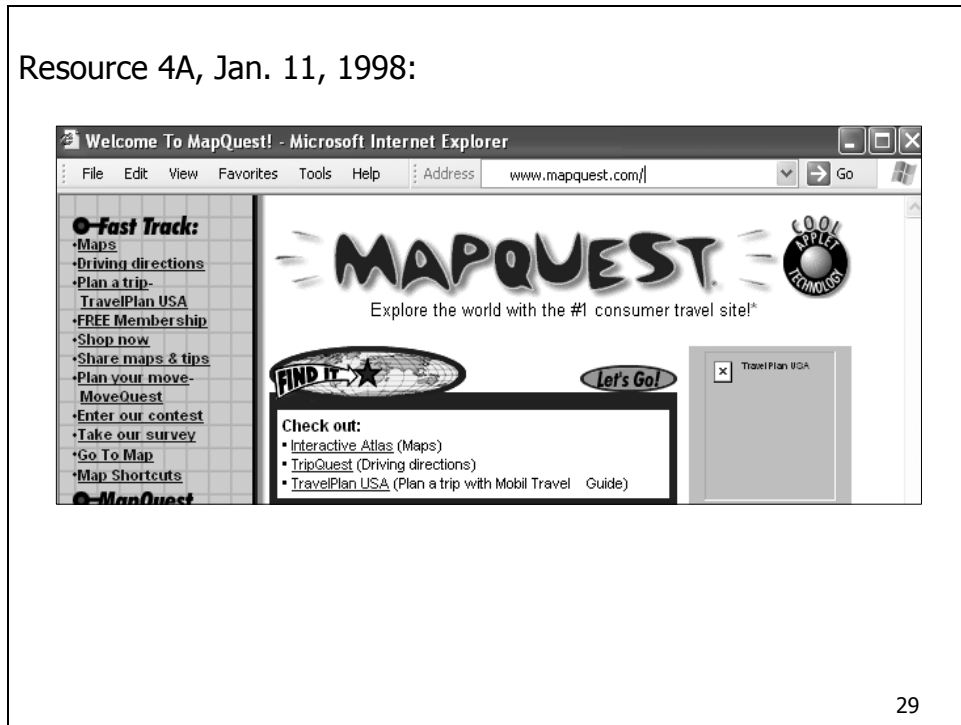 Resource 4A, Jan. 11, 1998:
Welcome To MapQuest! - Microsoft Internet Explorer
File Edit View Favorites Tools Help Address www.mapquest.com/ Go
Fast Track:
•Maps
•Driving directions
•Plan a trip-
TravelPlan USA
•FREE Membership
•Shop now
•Share maps & tips
•Plan your move-
MoveQuest
•Enter our contest
•Take our survey
•Go To Map
•Map Shortcuts
MapQuest
MAPQUEST.
COOL
APPLET
TECHNOLOGY
Explore the world with the #1 consumer travel site!*
FIND IT
Let's Go!
Check out:
▪ Interactive Atlas (Maps)
▪ TripQuest (Driving directions)
▪ TravelPlan USA (Plan a trip with Mobil Travel Guide)
TravelPlan USA
29